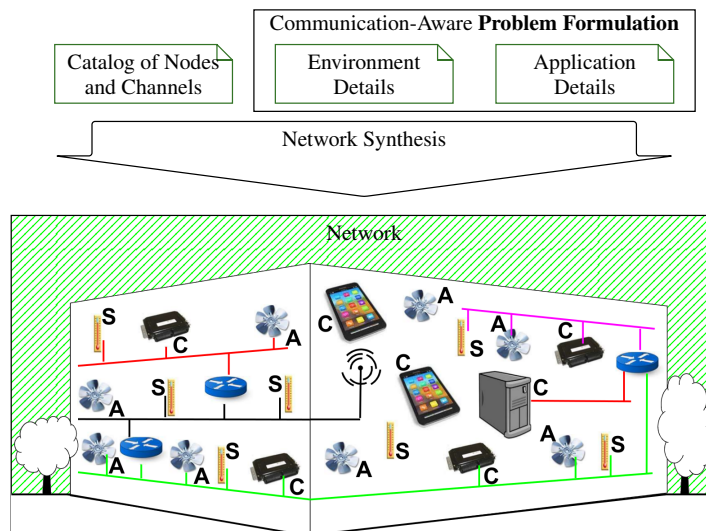 Communication-Aware Problem Formulation
Catalog of Nodes
and Channels
Environment
Details
Application
Details
Network Synthesis
Network
S
C
A
C
A
A
S
C
C
S
S
C
A
S
A
S
C
S
A
A
A
C